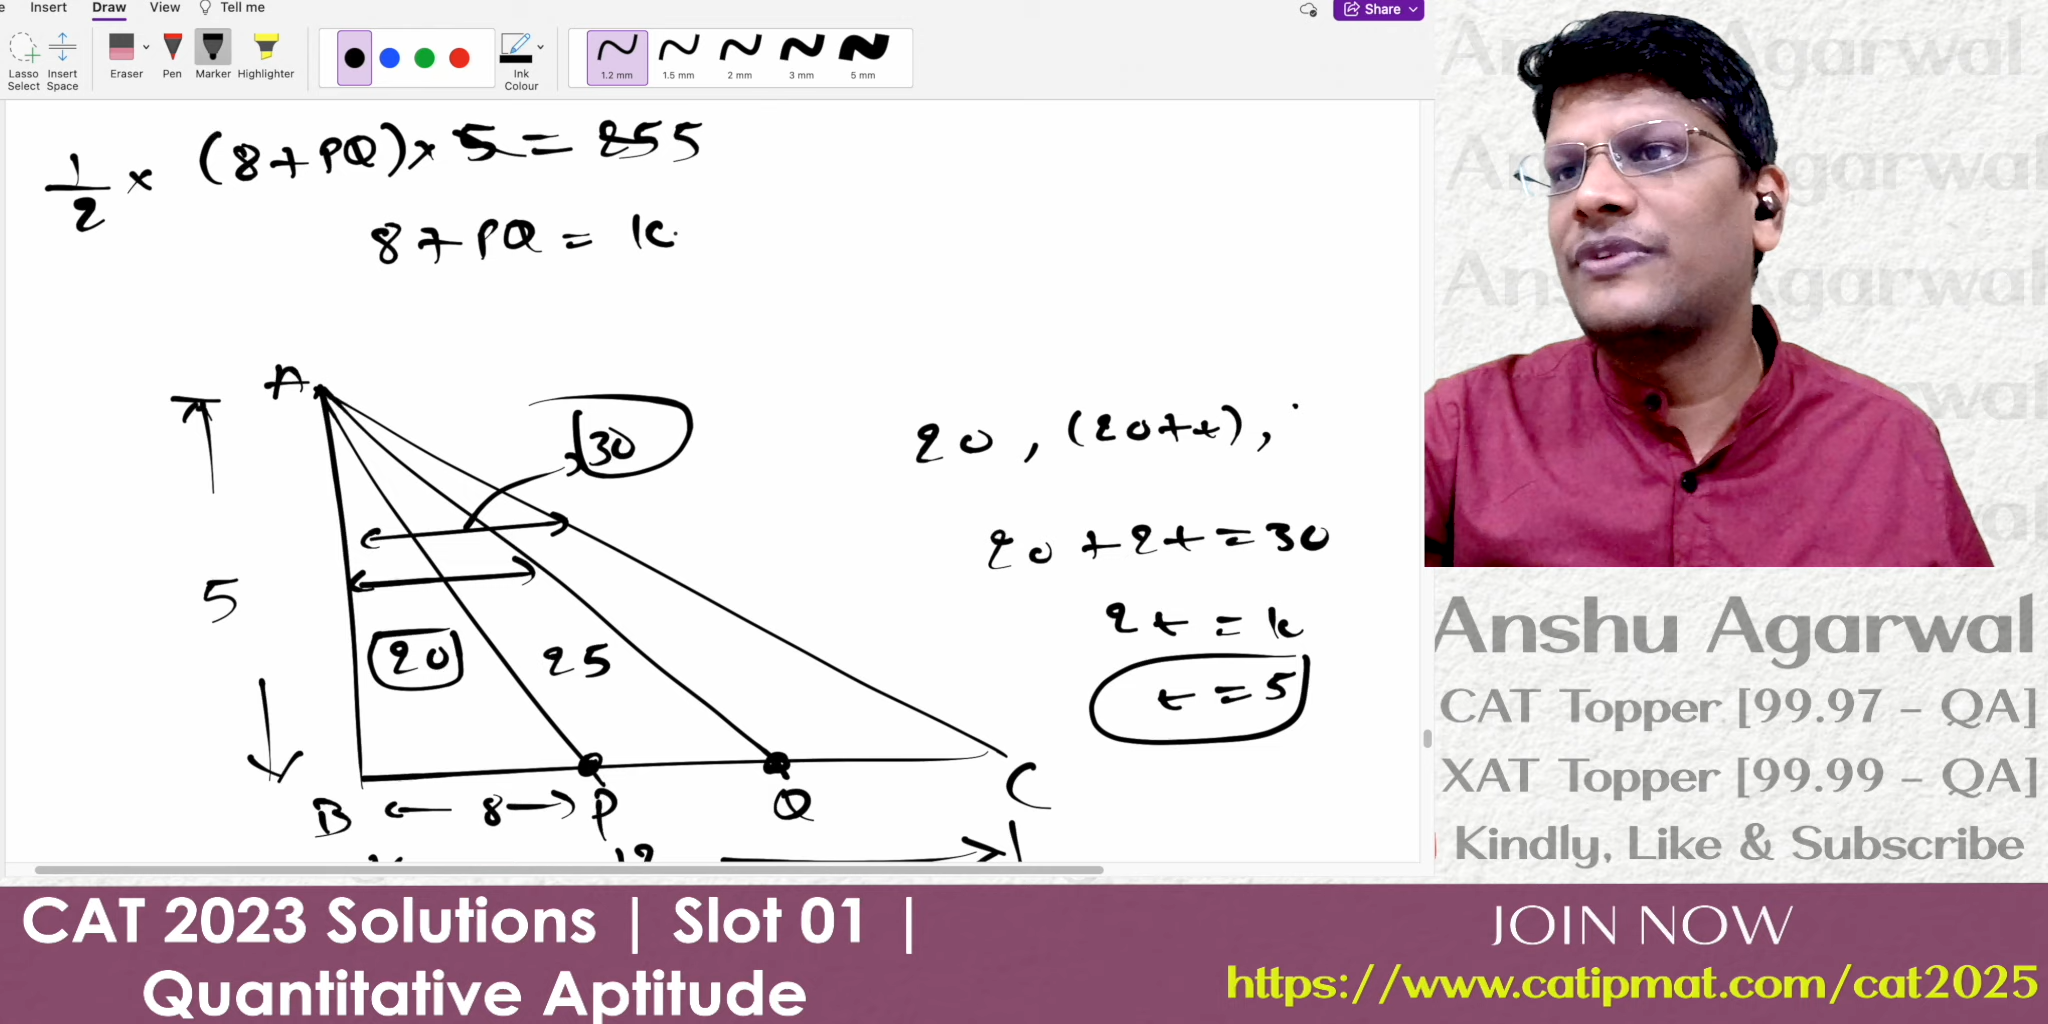 Insert Draw View Tell me
Share
Lasso Select
Insert Space
Eraser
Pen
Marker
Highlighter
Ink Colour
1.2 mm
1.5 mm
2 mm
3 mm
5 mm
1/2 × (8+PQ) × 5 = 255
8 + PQ = 1
A
30
20, (20+t),
5
20 + 2t = 30
20
25
2t = 1
t = 5
B ← 8 → P Q C
Anshu Agarwal
CAT Topper [99.97 – QA]
XAT Topper [99.99 – QA]
Kindly, Like & Subscribe
CAT 2023 Solutions | Slot 01 |
Quantitative Aptitude
JOIN NOW
https://www.catipmat.com/cat2025